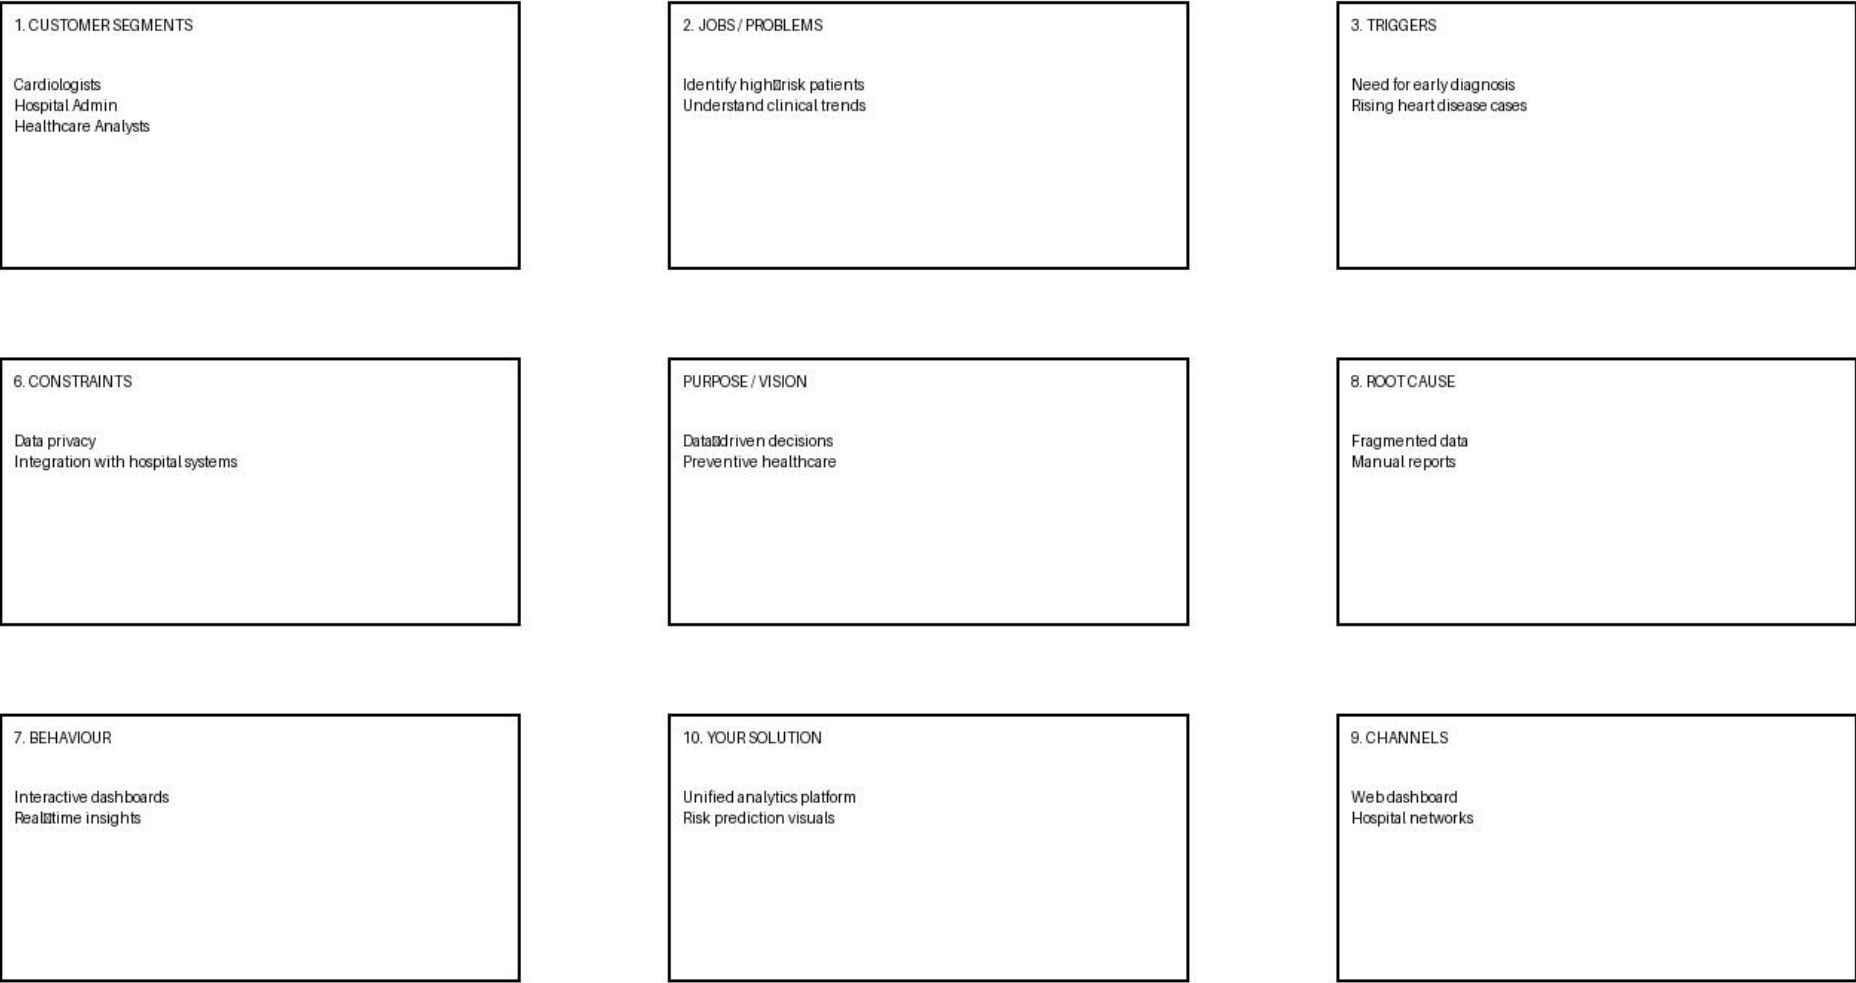 1. CUSTOMER SEGMENTS
Cardiologists
Hospital Admin
Healthcare Analysts
2. JOBS / PROBLEMS
Identify high☒risk patients
Understand clinical trends
3. TRIGGERS
Need for early diagnosis
Rising heart disease cases
6. CONSTRAINTS
Data privacy
Integration with hospital systems
PURPOSE / VISION
Data☒driven decisions
Preventive healthcare
8. ROOT CAUSE
Fragmented data
Manual reports
7. BEHAVIOUR
Interactive dashboards
Real☒time insights
10. YOUR SOLUTION
Unified analytics platform
Risk prediction visuals
9. CHANNELS
Web dashboard
Hospital networks